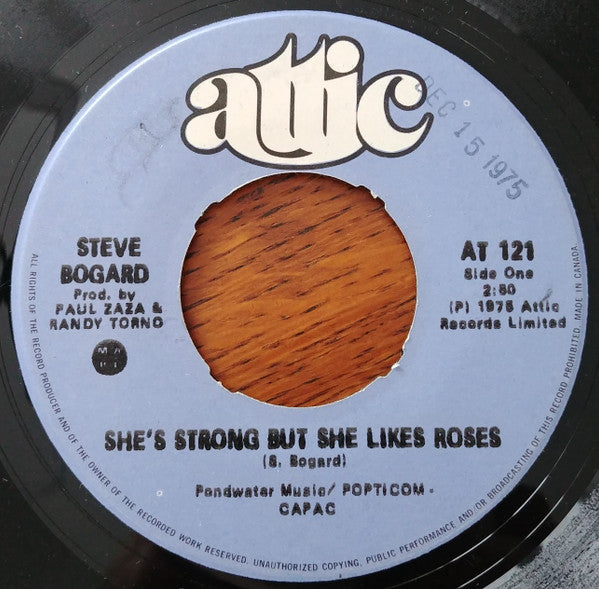 attic
DEC 15 1975
STEVE
BOGARD
Prod. by
PAUL ZAZA &
RANDY TORNO
MAPL
AT 121
Side One
2:50
(P) 1975 Attic
Records Limited
SHE'S STRONG BUT SHE LIKES ROSES
(S. Bogard)
Pondwater Music/ POPTICOM -
CAPAC
ALL RIGHTS OF THE RECORD PRODUCER AND OF THE OWNER OF THE RECORDED WORK RESERVED. UNAUTHORIZED COPYING, PUBLIC PERFORMANCE AND/OR BROADCASTING OF THIS RECORD PROHIBITED. MADE IN CANADA